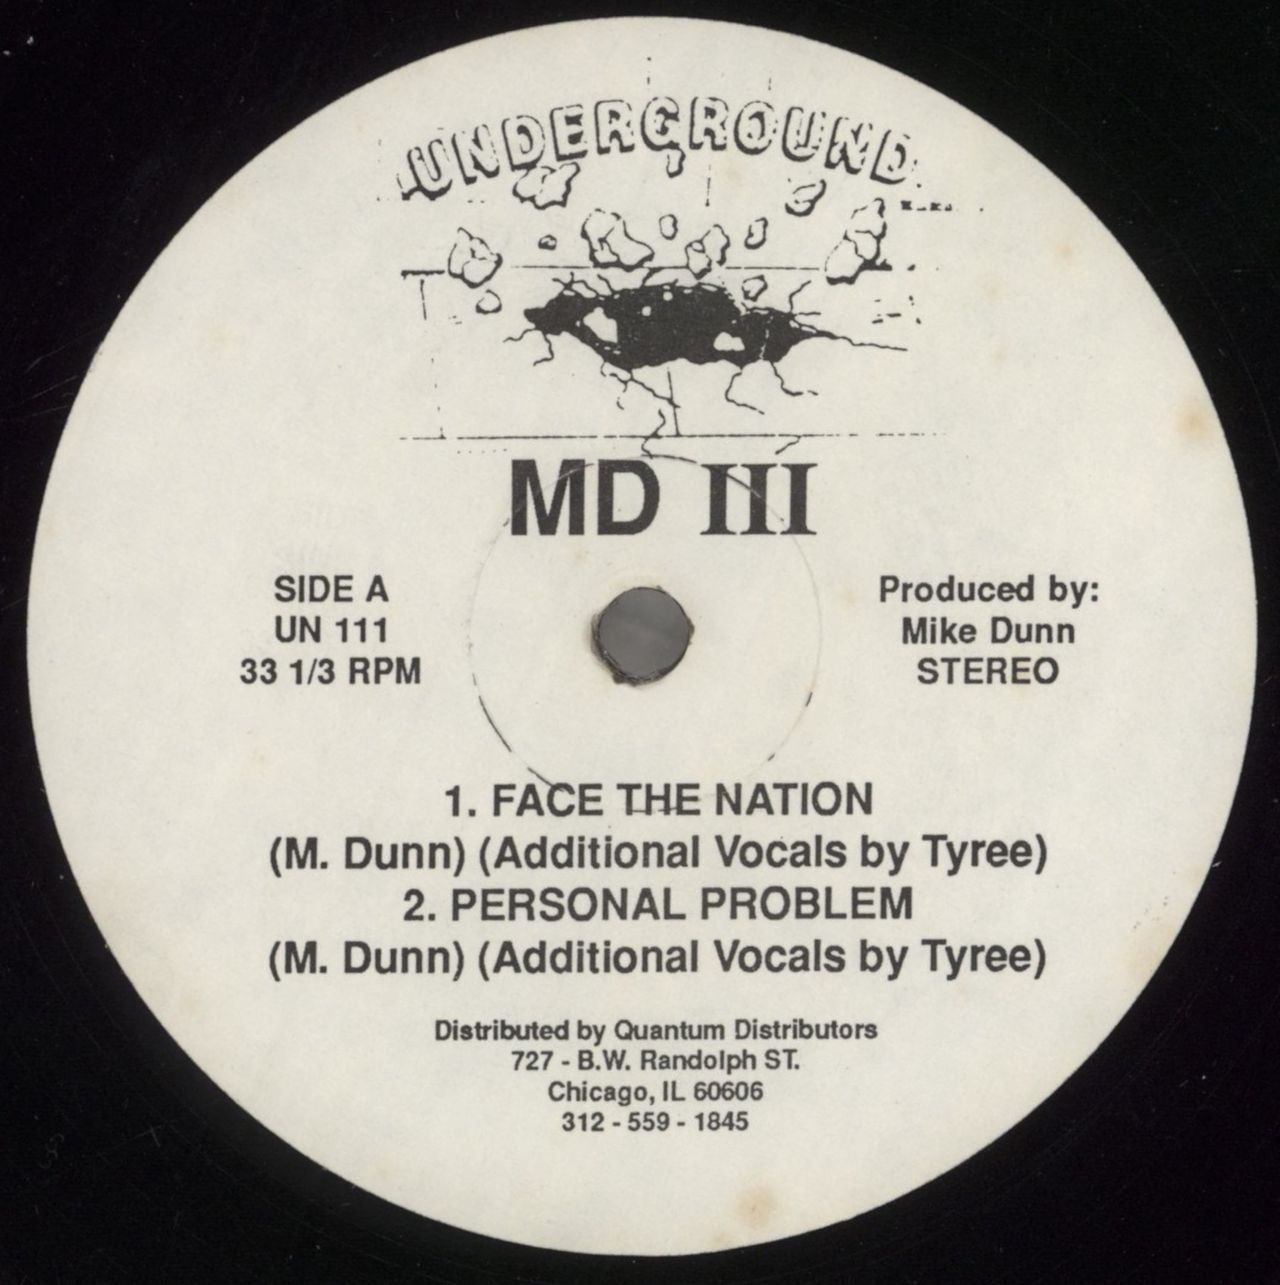 UNDERGROUND
MD III
SIDE A
UN 111
33 1/3 RPM
Produced by:
Mike Dunn
STEREO
1. FACE THE NATION
(M. Dunn) (Additional Vocals by Tyree)
2. PERSONAL PROBLEM
(M. Dunn) (Additional Vocals by Tyree)
Distributed by Quantum Distributors
727 - B.W. Randolph ST.
Chicago, IL 60606
312 - 559 - 1845